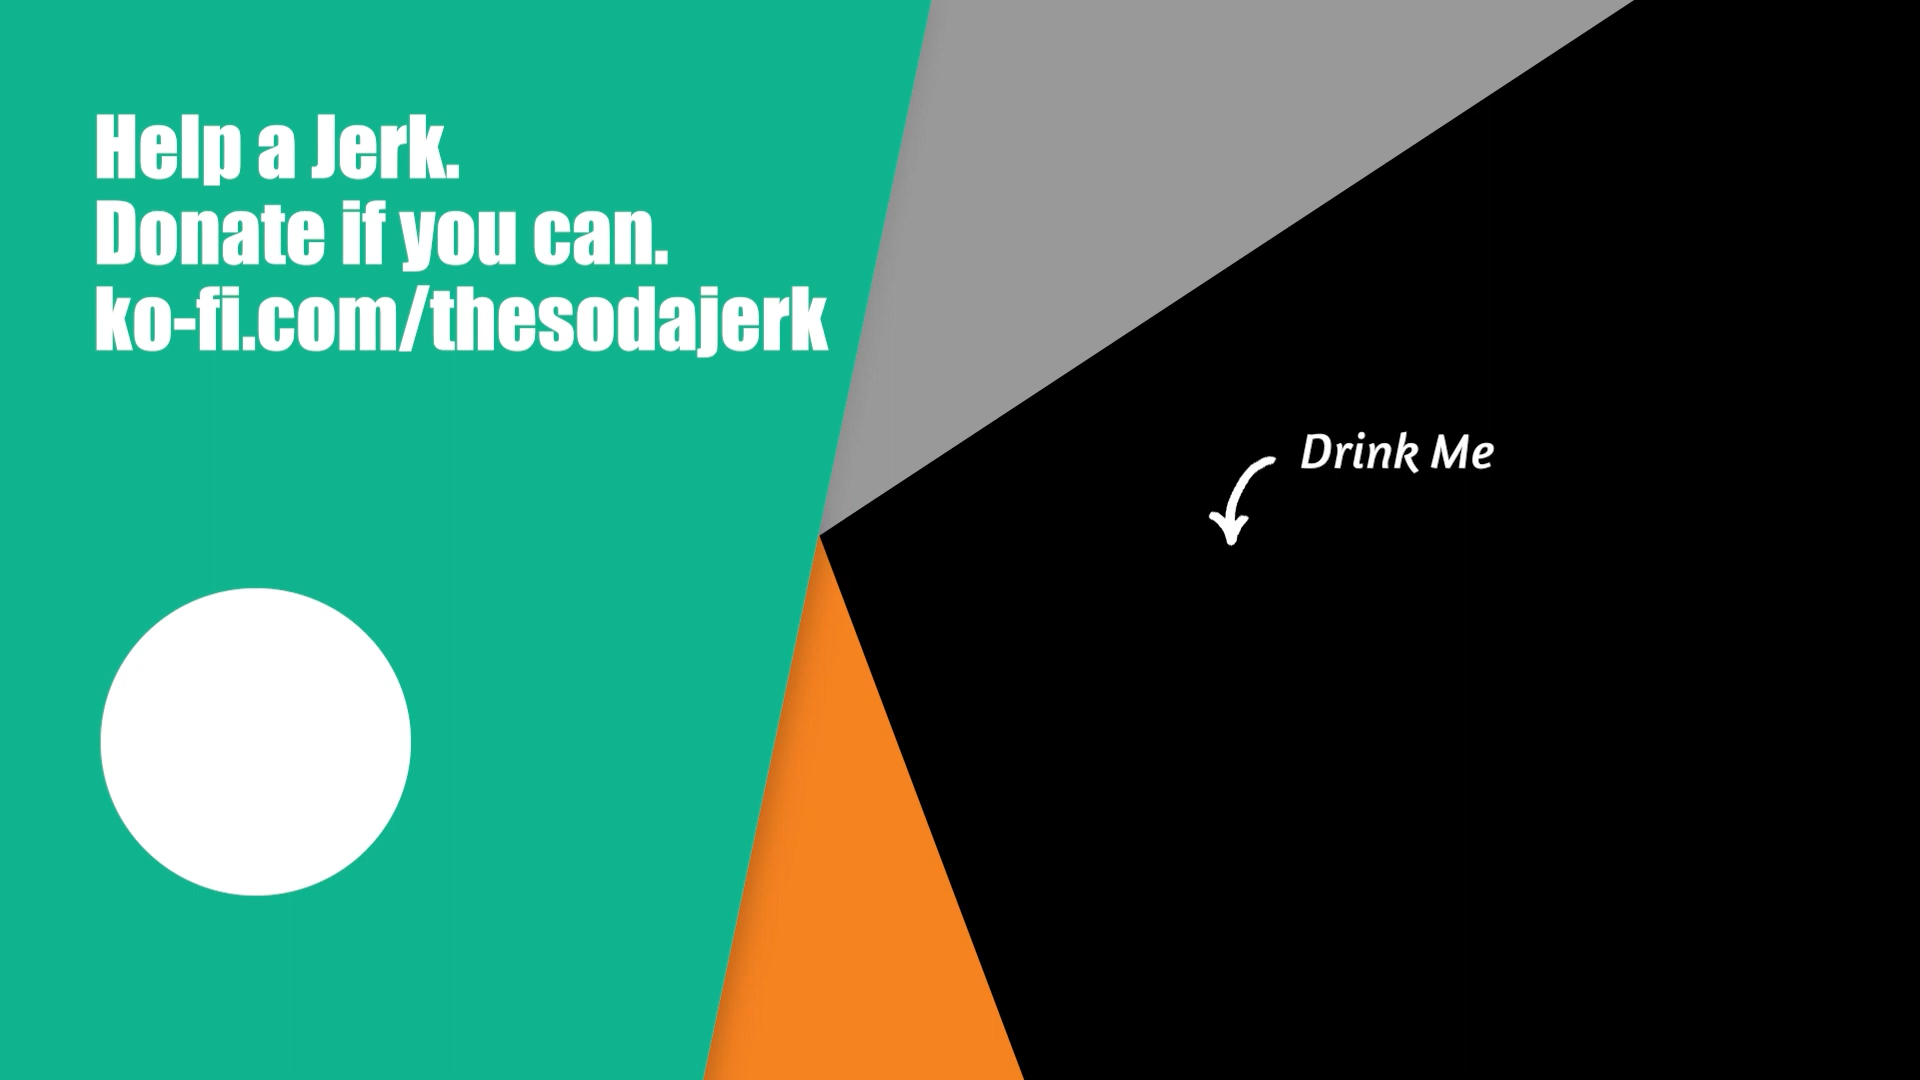 Help a Jerk.
Donate if you can.
ko-fi.com/thesodajerk
Drink Me